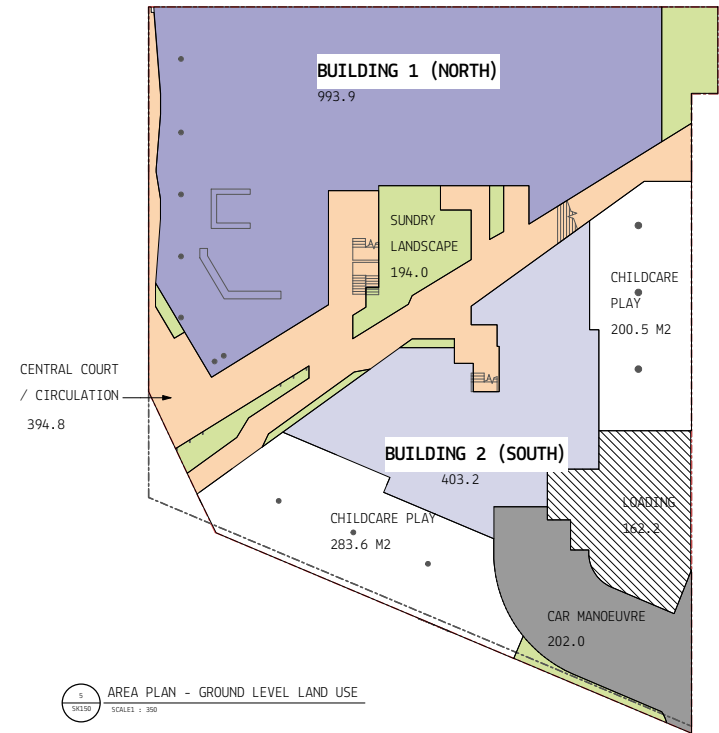 BUILDING 1 (NORTH)
993.9
SUNDRY
LANDSCAPE
194.0
CHILDCARE
PLAY
200.5 M2
CENTRAL COURT
/ CIRCULATION
394.8
BUILDING 2 (SOUTH)
403.2
LOADING
162.2
CHILDCARE PLAY
283.6 M2
CAR MANOEUVRE
202.0
5
SK150
AREA PLAN - GROUND LEVEL LAND USE
SCALE1 : 350